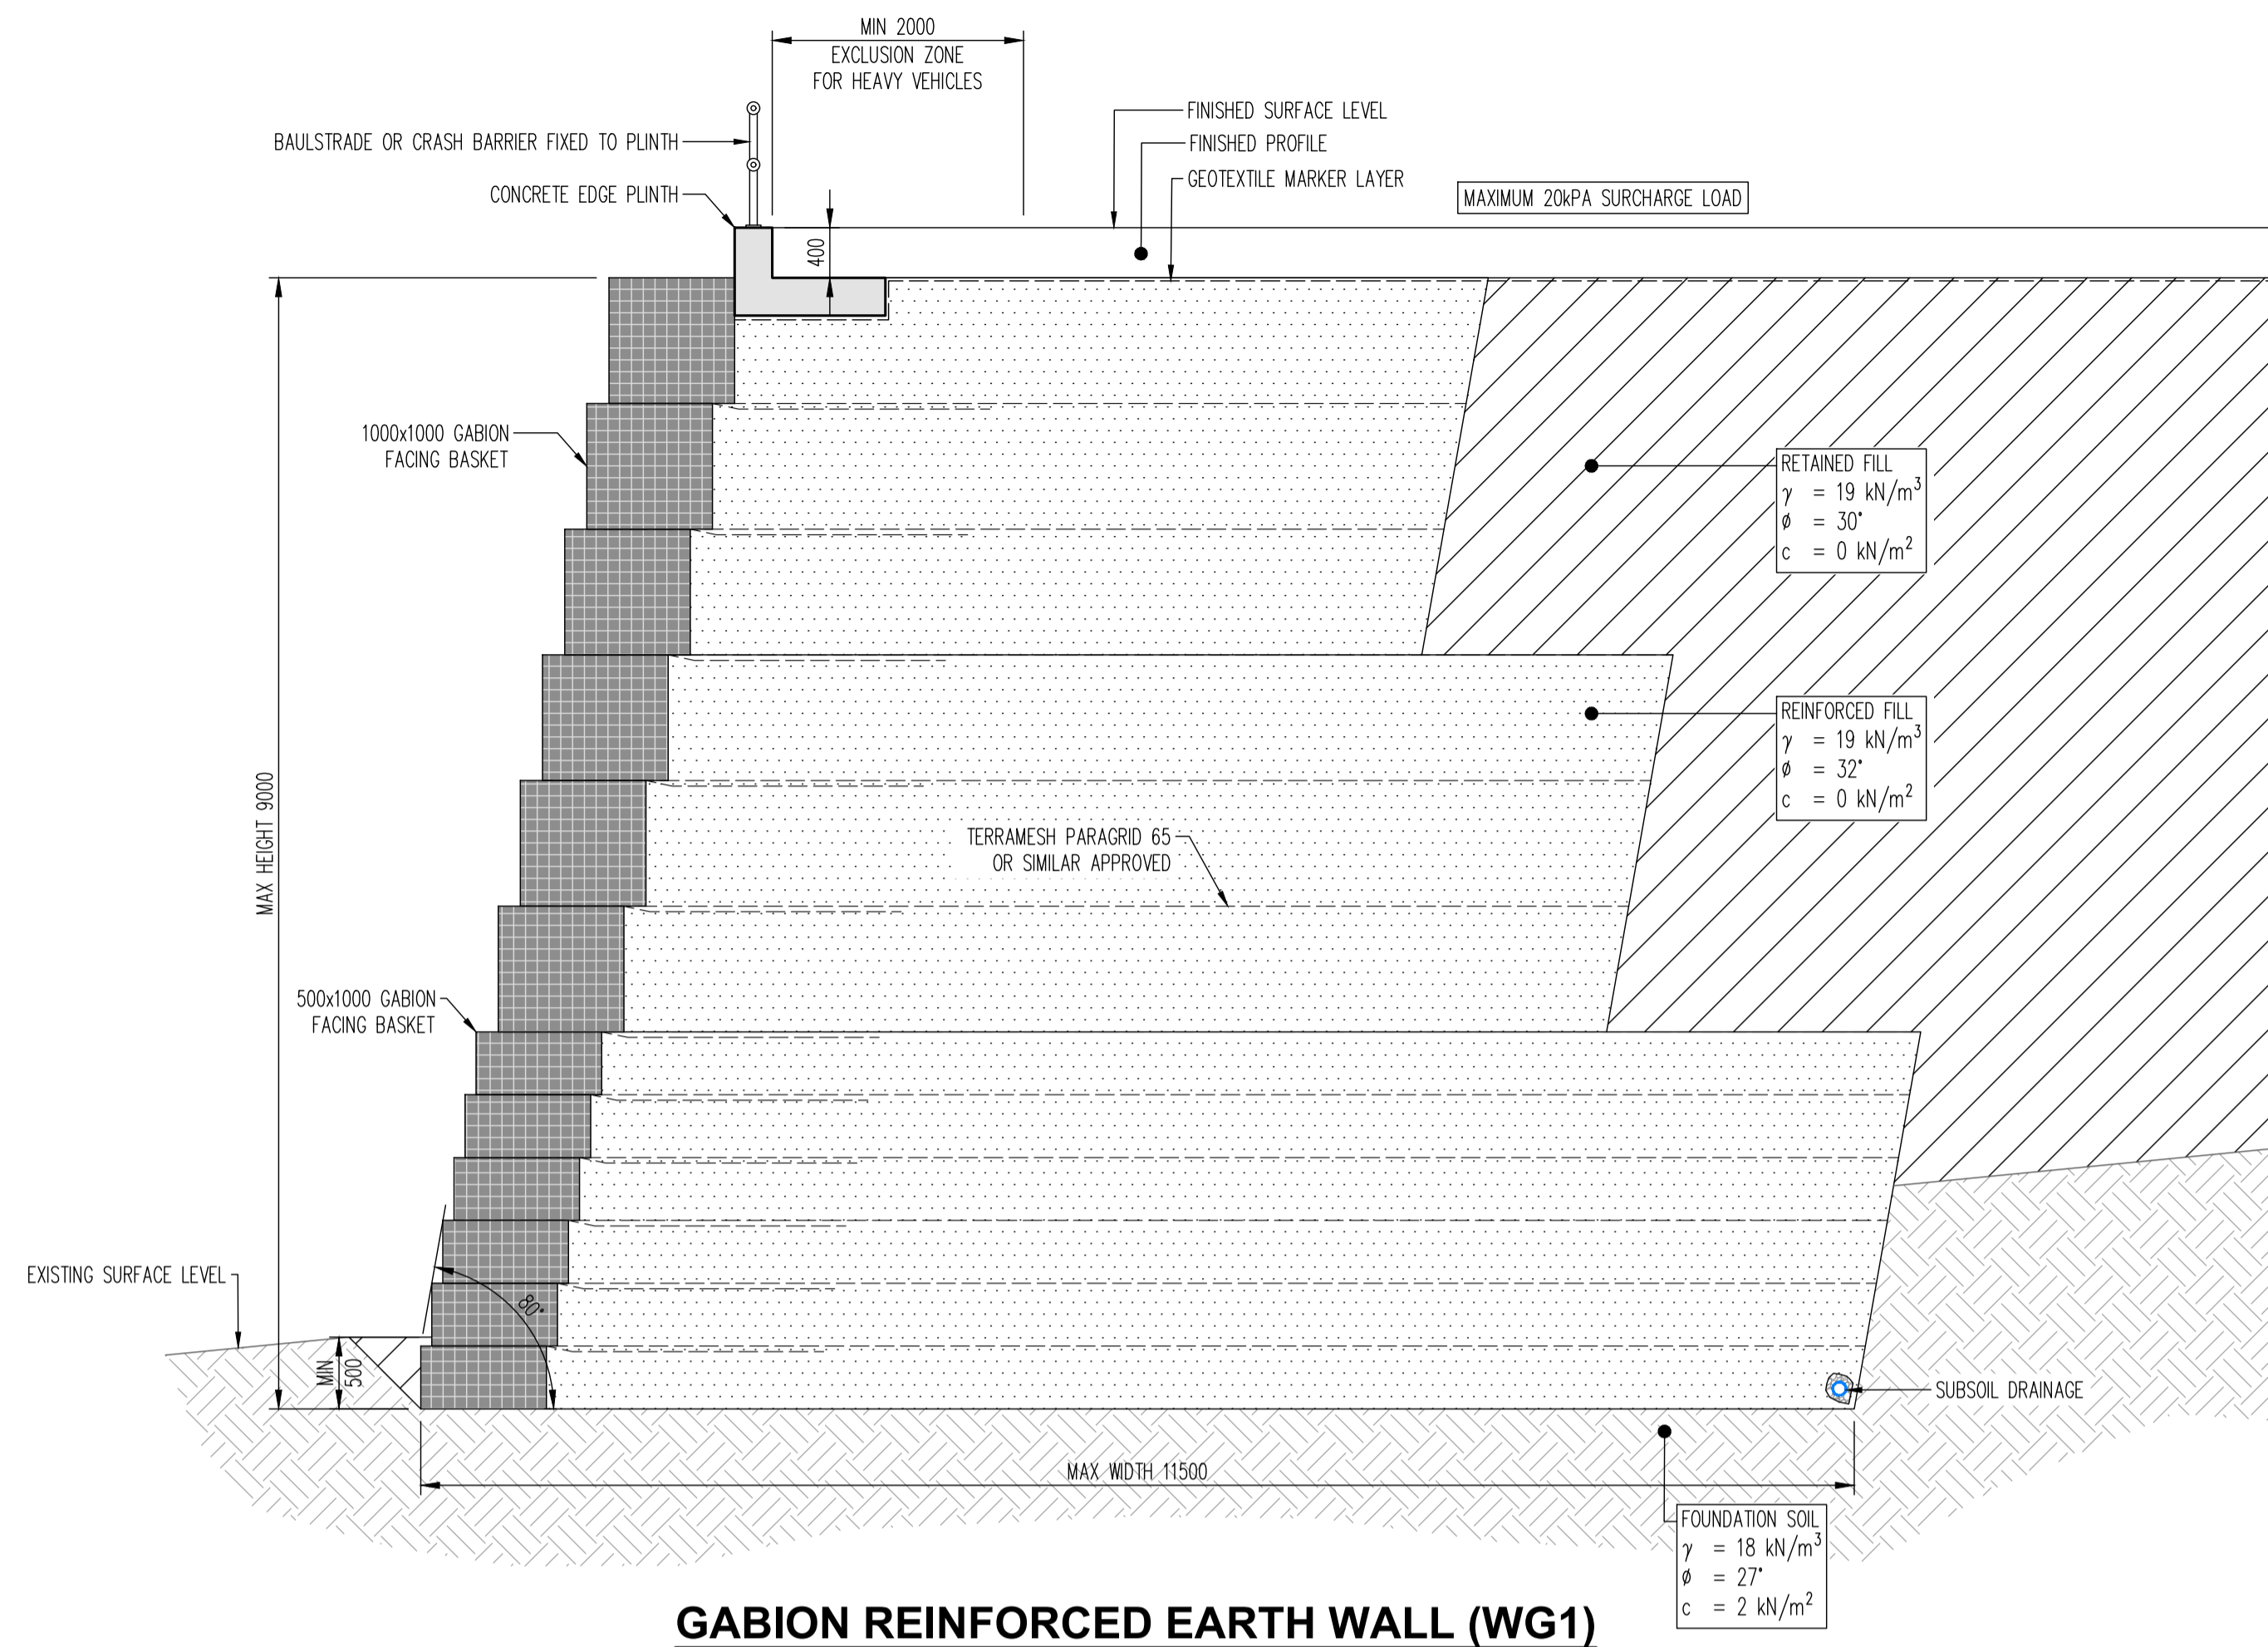 MIN 2000
EXCLUSION ZONE
FOR HEAVY VEHICLES
FINISHED SURFACE LEVEL
BAULSTRADE OR CRASH BARRIER FIXED TO PLINTH
FINISHED PROFILE
GEOTEXTILE MARKER LAYER
CONCRETE EDGE PLINTH
MAXIMUM 20kPA SURCHARGE LOAD
400
1000x1000 GABION
FACING BASKET
RETAINED FILL
γ = 19 kN/m³
ϕ = 30°
c = 0 kN/m²
REINFORCED FILL
γ = 19 kN/m³
ϕ = 32°
c = 0 kN/m²
MAX HEIGHT 9000
TERRAMESH PARAGRID 65
OR SIMILAR APPROVED
500x1000 GABION
FACING BASKET
EXISTING SURFACE LEVEL
80°
MIN
500
SUBSOIL DRAINAGE
MAX WIDTH 11500
FOUNDATION SOIL
γ = 18 kN/m³
ϕ = 27°
c = 2 kN/m²
GABION REINFORCED EARTH WALL (WG1)